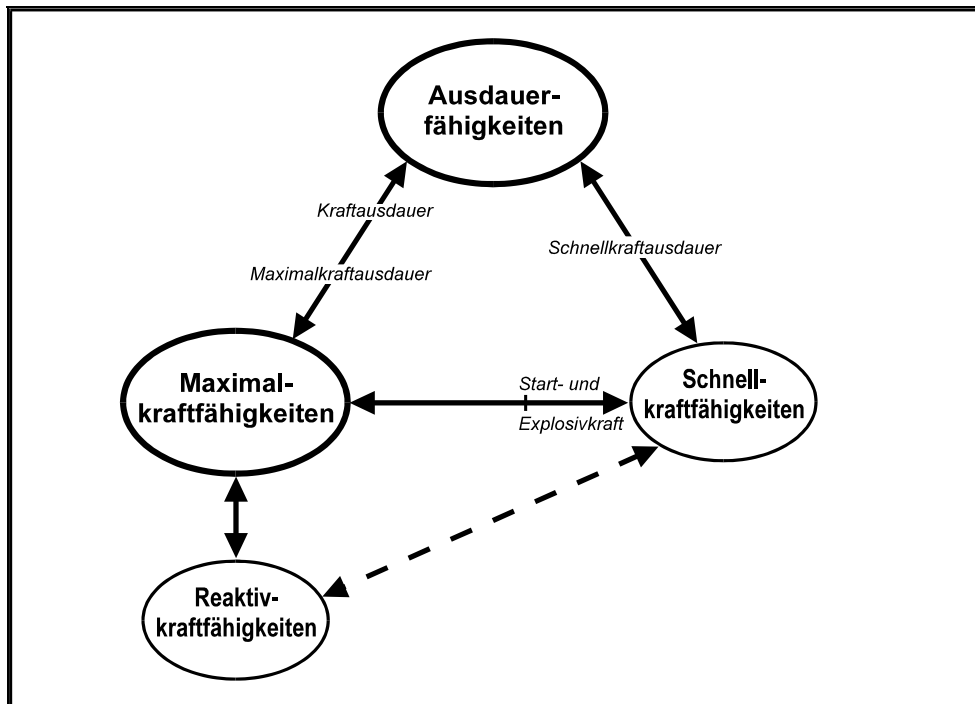 Ausdauer-
fähigkeiten
Kraftausdauer
Schnellkraftausdauer
Maximalkraftausdauer
Maximal-
kraftfähigkeiten
Start- und
Explosivkraft
Schnell-
kraftfähigkeiten
Reaktiv-
kraftfähigkeiten